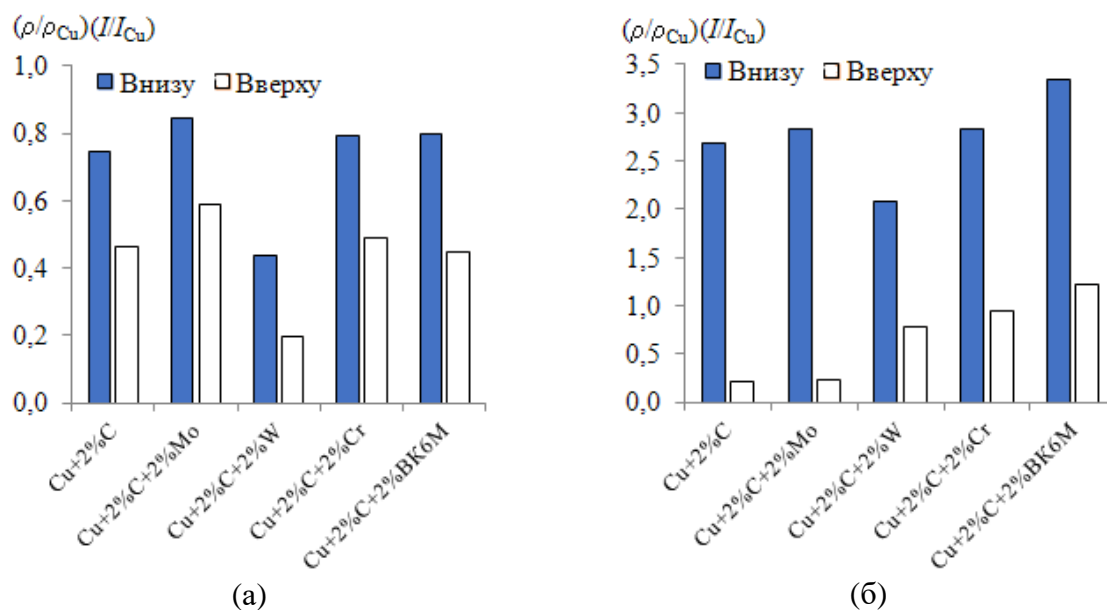 (ρ/ρCu)(I/ICu)
1,0
0,8
0,6
0,4
0,2
0,0
Внизу
Вверху
Cu+2%C
Cu+2%C+2%Mo
Cu+2%C+2%W
Cu+2%C+2%Cr
Cu+2%C+2%ВК6М
(а)
(ρ/ρCu)(I/ICu)
3,5
3,0
2,5
2,0
1,5
1,0
0,5
0,0
Внизу
Вверху
Cu+2%C
Cu+2%C+2%Mo
Cu+2%C+2%W
Cu+2%C+2%Cr
Cu+2%C+2%ВК6М
(б)